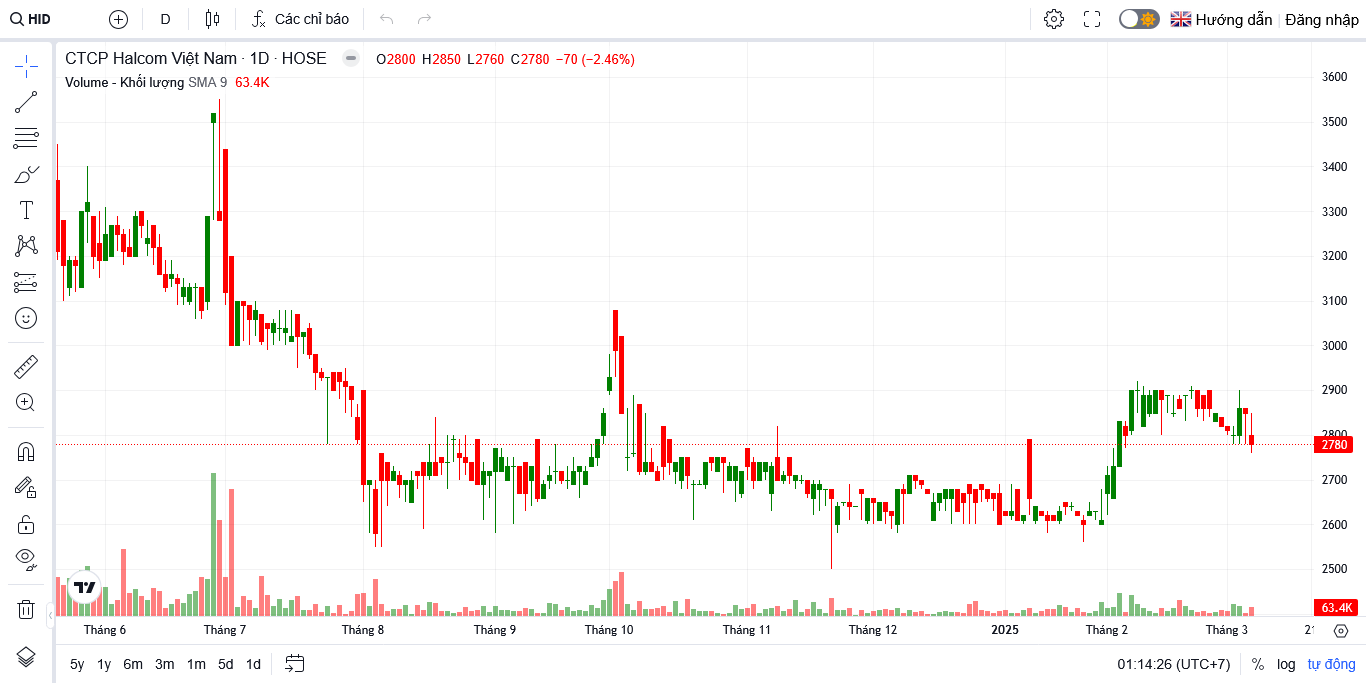 HID
D
Các chỉ báo
Hướng dẫn
Đăng nhập
CTCP Halcom Việt Nam · 1D · HOSE
O2800 H2850 L2760 C2780 −70 (−2.46%)
Volume - Khối lượng SMA 9 63.4K
3600
3500
3400
3300
3200
3100
3000
2900
2800
2780
2700
2600
2500
63.4K
Tháng 6 Tháng 7 Tháng 8 Tháng 9 Tháng 10 Tháng 11 Tháng 12 2025 Tháng 2 Tháng 3
5y 1y 6m 3m 1m 5d 1d
01:14:26 (UTC+7) % log tự động